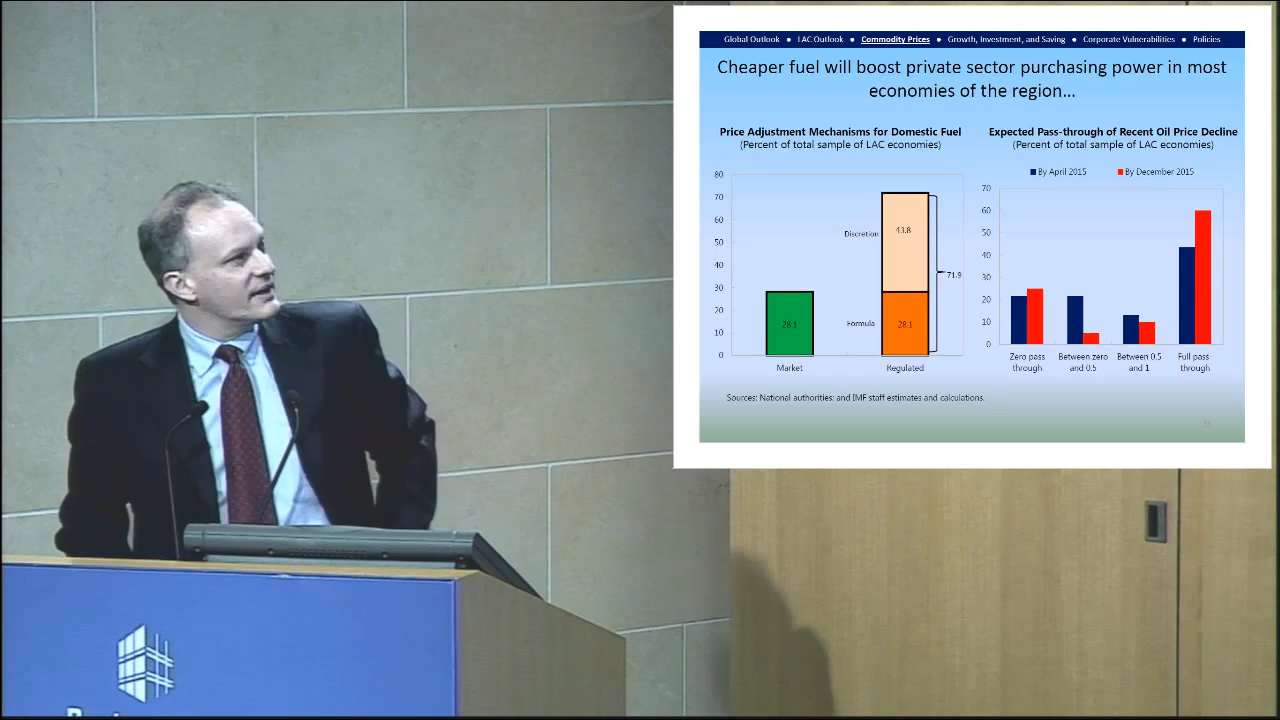 Global Outlook ● LAC Outlook ● Commodity Prices ● Growth, Investment, and Saving ● Corporate Vulnerabilities ● Policies
Cheaper fuel will boost private sector purchasing power in most
economies of the region...
Price Adjustment Mechanisms for Domestic Fuel
(Percent of total sample of LAC economies)
80
70
60
50
40
30
20
10
0
Discretion
43.8
71.9
Formula
28.1
28.1
Market
Regulated
Expected Pass-through of Recent Oil Price Decline
(Percent of total sample of LAC economies)
By April 2015
By December 2015
70
60
50
40
30
20
10
0
Zero pass
through
Between zero
and 0.5
Between 0.5
and 1
Full pass
through
Sources: National authorities: and IMF staff estimates and calculations.